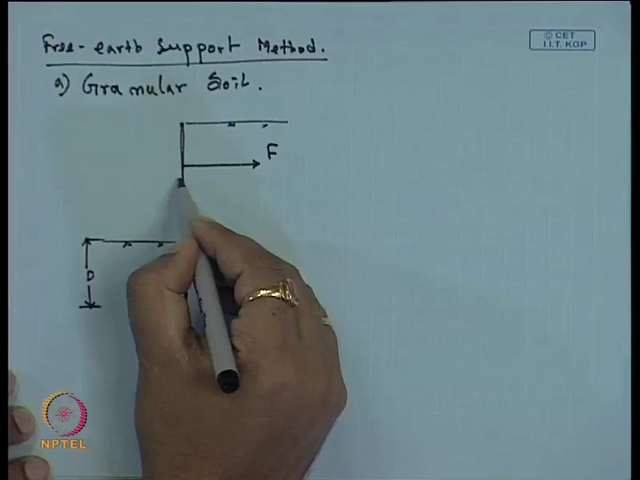 © CET
I.I.T. KGP
Free-earth Support Method.
a) Granular Soil.
F
D
NPTEL